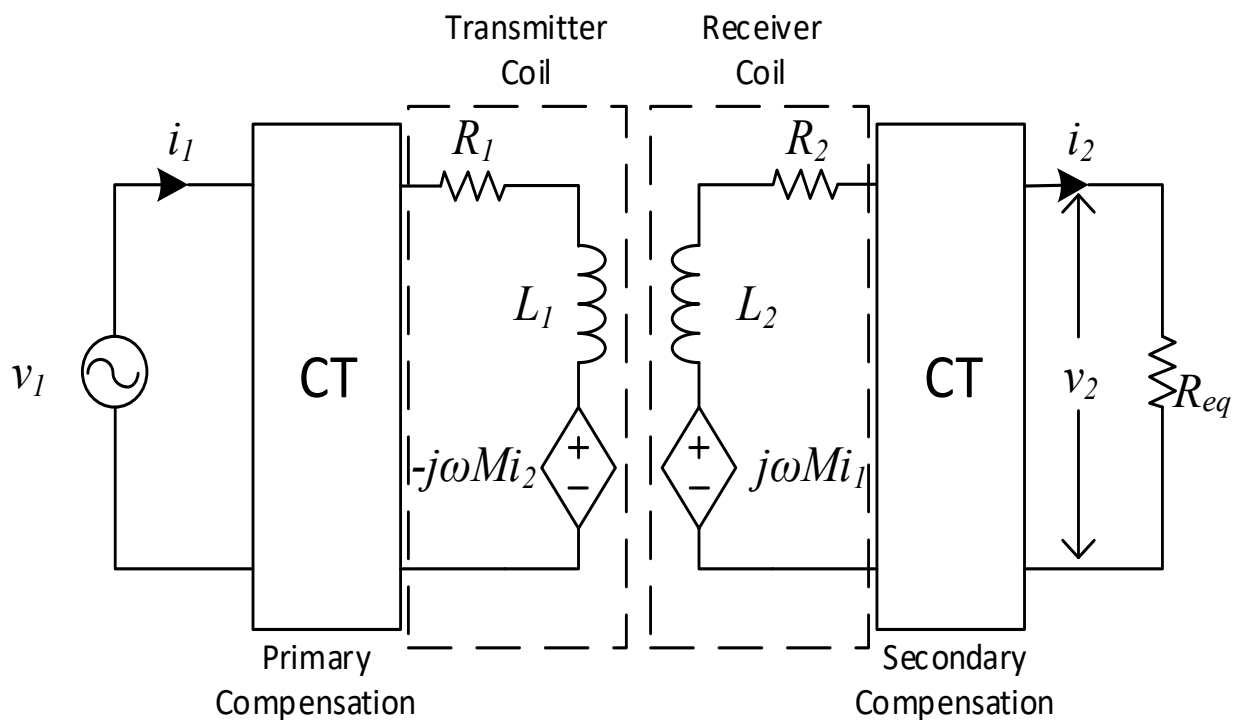 Transmitter
Coil
Receiver
Coil
i1
R1
R2
i2
v1
CT
L1
L2
CT
v2
Req
-jωMi2
+
−
+
−
jωMi1
Primary
Compensation
Secondary
Compensation